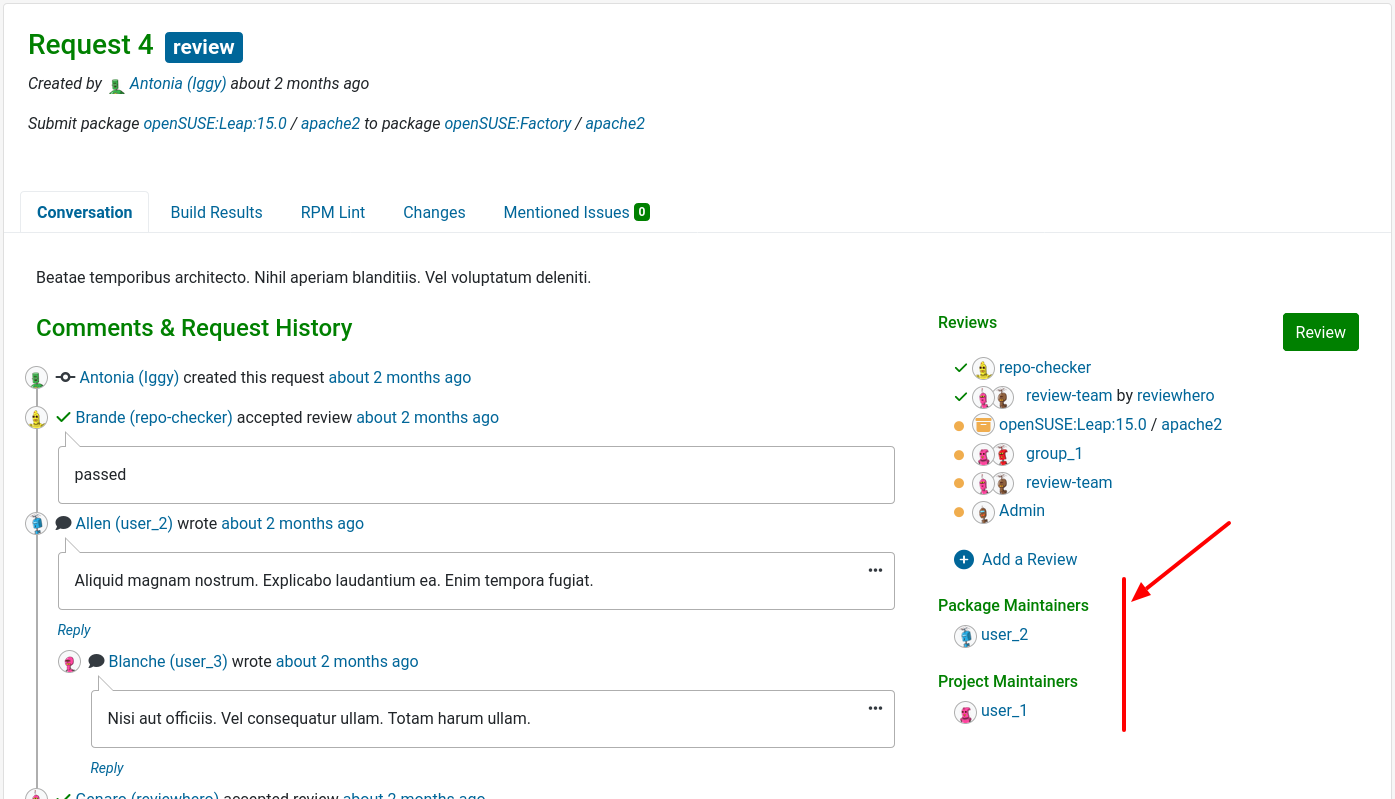 Request 4 review
Created by Antonia (Iggy) about 2 months ago
Submit package openSUSE:Leap:15.0 / apache2 to package openSUSE:Factory / apache2
Conversation Build Results RPM Lint Changes Mentioned Issues 0
Beatae temporibus architecto. Nihil aperiam blanditiis. Vel voluptatum deleniti.
Comments & Request History
Antonia (Iggy) created this request about 2 months ago
Brande (repo-checker) accepted review about 2 months ago
passed
Allen (user_2) wrote about 2 months ago
Aliquid magnam nostrum. Explicabo laudantium ea. Enim tempora fugiat.
Reply
Blanche (user_3) wrote about 2 months ago
Nisi aut officiis. Vel consequatur ullam. Totam harum ullam.
Reply
Genaro (reviewhero) accepted review about 2 months ago
Reviews
Review
repo-checker
review-team by reviewhero
openSUSE:Leap:15.0 / apache2
group_1
review-team
Admin
Add a Review
Package Maintainers
user_2
Project Maintainers
user_1